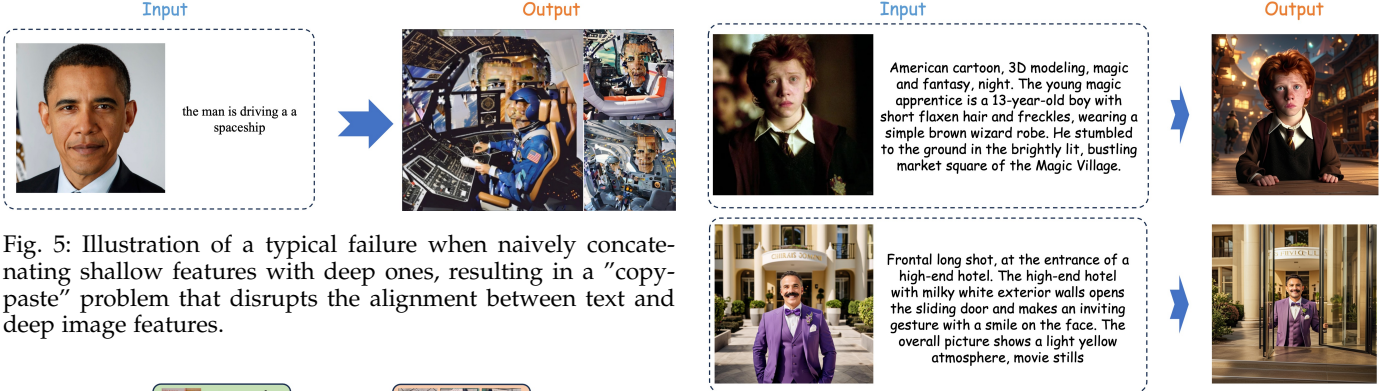 Input
Output
the man is driving a a
spaceship
Fig. 5: Illustration of a typical failure when naively concate-
nating shallow features with deep ones, resulting in a ”copy-
paste” problem that disrupts the alignment between text and
deep image features.
Input
Output
American cartoon, 3D modeling, magic
and fantasy, night. The young magic
apprentice is a 13-year-old boy with
short flaxen hair and freckles, wearing a
simple brown wizard robe. He stumbled
to the ground in the brightly lit, bustling
market square of the Magic Village.
Frontal long shot, at the entrance of a
high-end hotel. The high-end hotel
with milky white exterior walls opens
the sliding door and makes an inviting
gesture with a smile on the face. The
overall picture shows a light yellow
atmosphere, movie stills